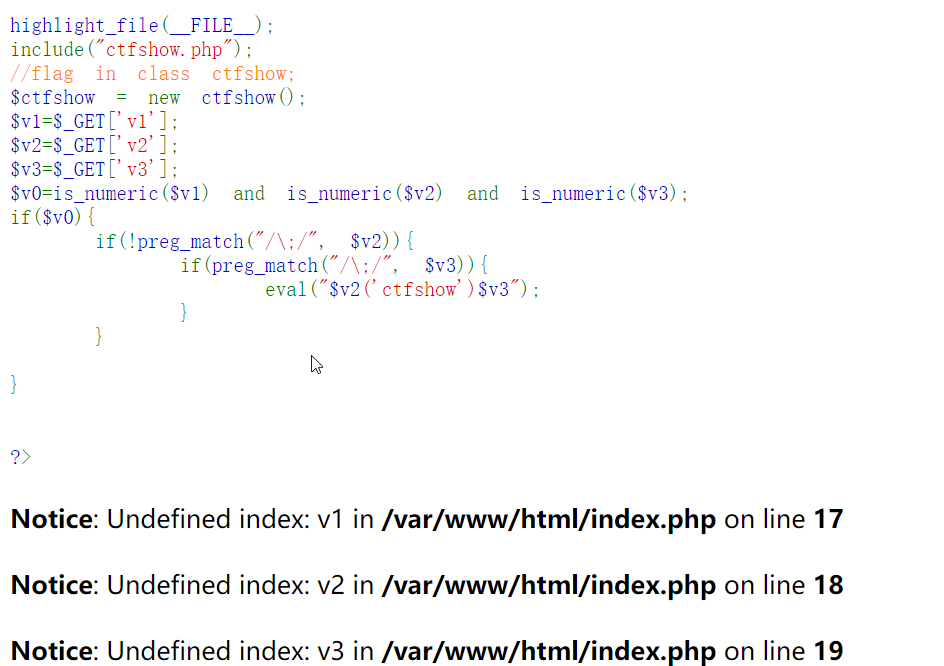 highlight_file(__FILE__);
include("ctfshow.php");
//flag in class ctfshow;
$ctfshow = new ctfshow();
$v1=$_GET['v1'];
$v2=$_GET['v2'];
$v3=$_GET['v3'];
$v0=is_numeric($v1) and is_numeric($v2) and is_numeric($v3);
if($v0){
if(!preg_match("/\;/", $v2)){
if(preg_match("/\;/", $v3)){
eval("$v2('ctfshow')$v3");
}
}
}
?>
Notice: Undefined index: v1 in /var/www/html/index.php on line 17
Notice: Undefined index: v2 in /var/www/html/index.php on line 18
Notice: Undefined index: v3 in /var/www/html/index.php on line 19